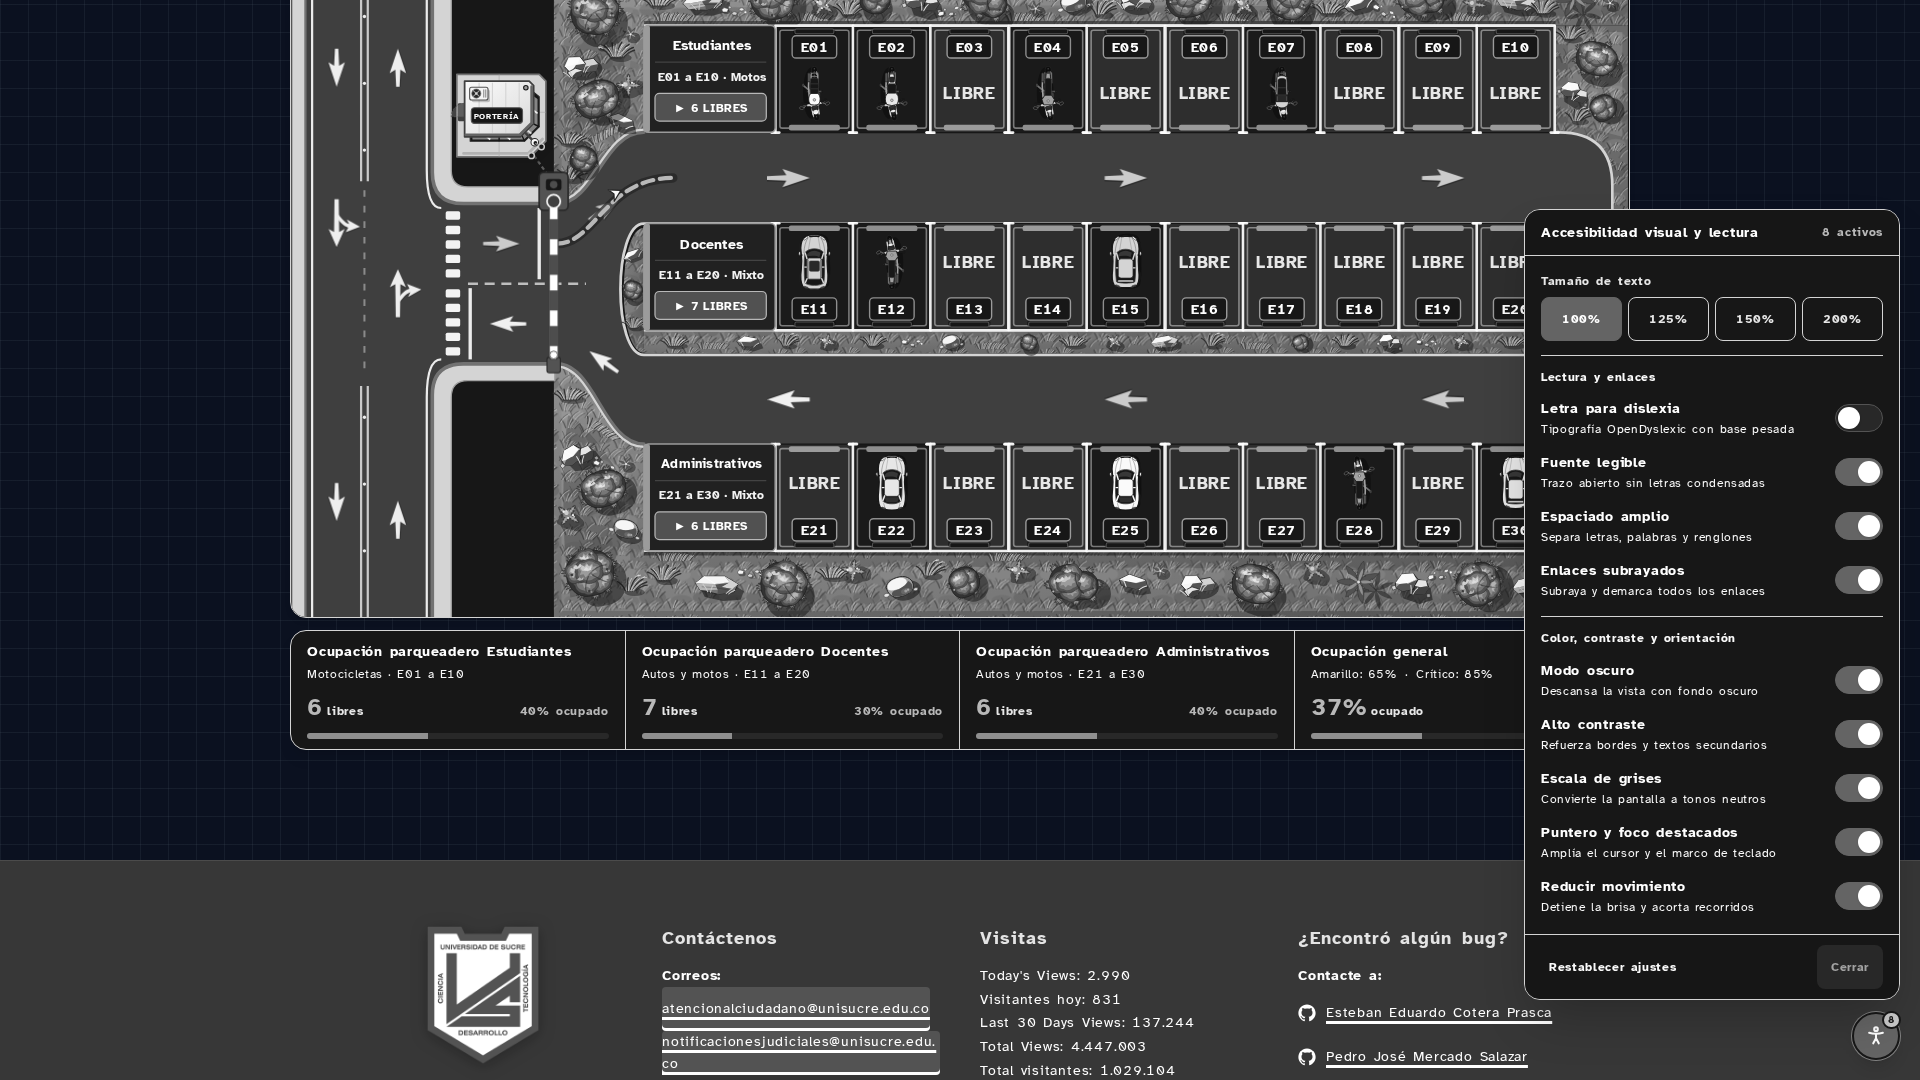 Estudiantes
E01 a E10 · Motos
► 6 LIBRES
E01 E02 E03 E04 E05 E06 E07 E08 E09 E10
LIBRE LIBRE LIBRE LIBRE LIBRE LIBRE
PORTERÍA
Docentes
E11 a E20 · Mixto
► 7 LIBRES
LIBRE LIBRE LIBRE LIBRE LIBRE LIBRE
E11 E12 E13 E14 E15 E16 E17 E18 E19
Administrativos
E21 a E30 · Mixto
► 6 LIBRES
LIBRE LIBRE LIBRE LIBRE LIBRE LIBRE
E21 E22 E23 E24 E25 E26 E27 E28 E29
Ocupación parqueadero Estudiantes
Motocicletas · E01 a E10
6 libres
40% ocupado
Ocupación parqueadero Docentes
Autos y motos · E11 a E20
7 libres
30% ocupado
Ocupación parqueadero Administrativos
Autos y motos · E21 a E30
6 libres
40% ocupado
Ocupación general
Amarillo: 65% · Crítico: 85%
37% ocupado
Accesibilidad visual y lectura
8 activos
Tamaño de texto
100% 125% 150% 200%
Lectura y enlaces
Letra para dislexia
Tipografía OpenDyslexic con base pesada
Fuente legible
Trazo abierto sin letras condensadas
Espaciado amplio
Separa letras, palabras y renglones
Enlaces subrayados
Subraya y demarca todos los enlaces
Color, contraste y orientación
Modo oscuro
Descansa la vista con fondo oscuro
Alto contraste
Refuerza bordes y textos secundarios
Escala de grises
Convierte la pantalla a tonos neutros
Puntero y foco destacados
Amplía el cursor y el marco de teclado
Reducir movimiento
Detiene la brisa y acorta recorridos
Restablecer ajustes
Cerrar
8
UNIVERSIDAD DE SUCRE
CIENCIA
TECNOLOGÍA
DESARROLLO
Contáctenos
Correos:
atencionalciudadano@unisucre.edu.co
notificacionesjudiciales@unisucre.edu.
co
Visitas
Today's Views: 2.990
Visitantes hoy: 831
Last 30 Days Views: 137.244
Total Views: 4.447.003
Total visitantes: 1.029.104
¿Encontró algún bug?
Contacte a:
Esteban Eduardo Cotera Prasca
Pedro José Mercado Salazar